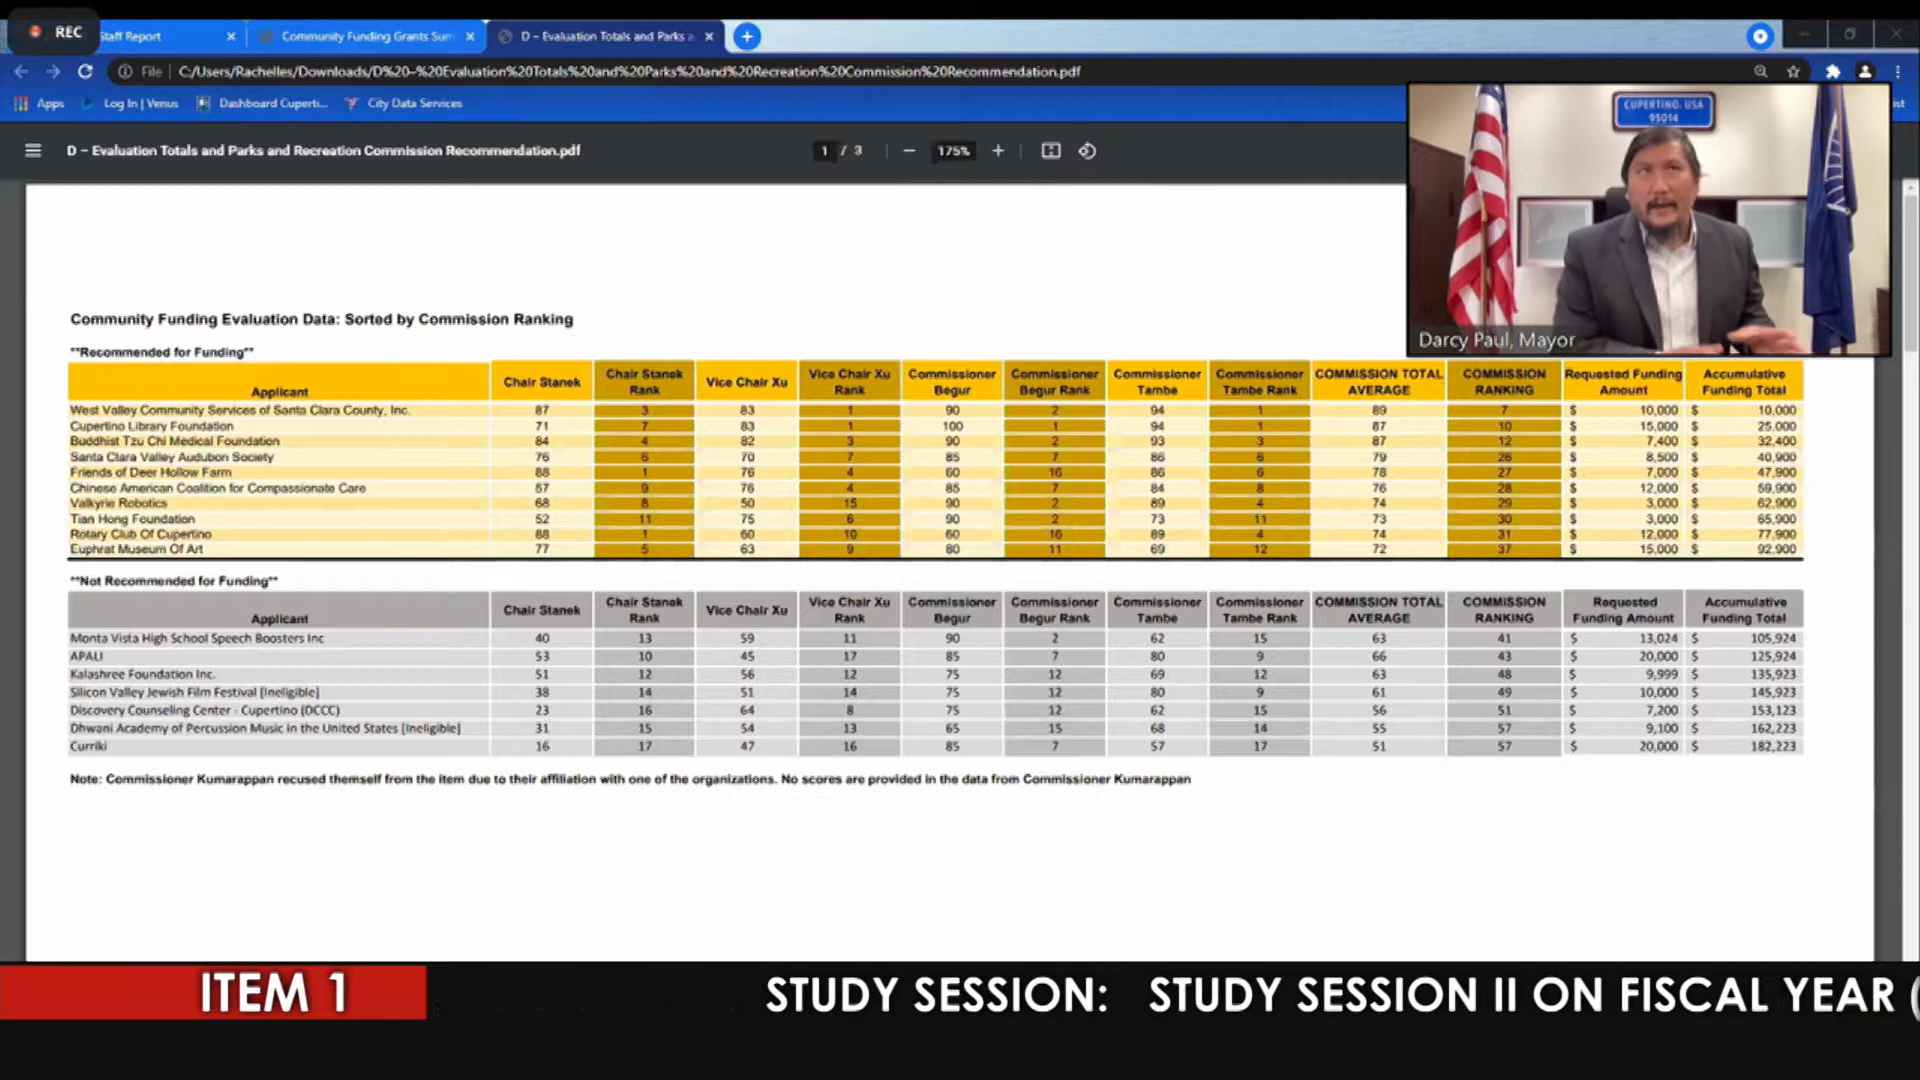 REC
Staff Report
Community Funding Grants Sum
D – Evaluation Totals and Parks a
File C:/Users/Rachelles/Downloads/D%20–%20Evaluation%20Totals%20and%20Parks%20and%20Recreation%20Commission%20Recommendation.pdf
Apps Log In | Venus Dashboard Cuperti... City Data Services
D – Evaluation Totals and Parks and Recreation Commission Recommendation.pdf 1 / 3 — 175% +
CUPERTINO, USA
95014
Darcy Paul, Mayor
Community Funding Evaluation Data: Sorted by Commission Ranking
**Recommended for Funding**
Applicant Chair Stanek Chair Stanek Rank Vice Chair Xu Vice Chair Xu Rank Commissioner Begur Commissioner Begur Rank Commissioner Tambe Commissioner Tambe Rank COMMISSION TOTAL AVERAGE COMMISSION RANKING Requested Funding Amount Accumulative Funding Total
West Valley Community Services of Santa Clara County, Inc. 87 3 83 1 90 2 94 1 89 7 $ 10,000 $ 10,000
Cupertino Library Foundation 71 7 83 1 100 1 94 1 87 10 $ 15,000 $ 25,000
Buddhist Tzu Chi Medical Foundation 84 4 82 3 90 2 93 3 87 12 $ 7,400 $ 32,400
Santa Clara Valley Audubon Society 76 6 70 7 85 7 86 6 79 26 $ 8,500 $ 40,900
Friends of Deer Hollow Farm 88 1 76 4 60 16 86 6 78 27 $ 7,000 $ 47,900
Chinese American Coalition for Compassionate Care 57 9 76 4 85 7 84 8 76 28 $ 12,000 $ 59,900
Valkyrie Robotics 68 8 50 15 90 2 89 4 74 29 $ 3,000 $ 62,900
Tian Hong Foundation 52 11 75 6 90 2 73 11 73 30 $ 3,000 $ 65,900
Rotary Club Of Cupertino 88 1 60 10 60 16 89 4 74 31 $ 12,000 $ 77,900
Euphrat Museum Of Art 77 5 63 9 80 11 69 12 72 37 $ 15,000 $ 92,900
**Not Recommended for Funding**
Applicant Chair Stanek Chair Stanek Rank Vice Chair Xu Vice Chair Xu Rank Commissioner Begur Commissioner Begur Rank Commissioner Tambe Commissioner Tambe Rank COMMISSION TOTAL AVERAGE COMMISSION RANKING Requested Funding Amount Accumulative Funding Total
Monta Vista High School Speech Boosters Inc 40 13 59 11 90 2 62 15 63 41 $ 13,024 $ 105,924
APALI 53 10 45 17 85 7 80 9 66 43 $ 20,000 $ 125,924
Kalashree Foundation Inc. 51 12 56 12 75 12 69 12 63 48 $ 9,999 $ 135,923
Silicon Valley Jewish Film Festival [Ineligible] 38 14 51 14 75 12 80 9 61 49 $ 10,000 $ 145,923
Discovery Counseling Center - Cupertino (DCCC) 23 16 64 8 75 12 62 15 56 51 $ 7,200 $ 153,123
Dhwani Academy of Percussion Music in the United States [Ineligible] 31 15 54 13 65 15 68 14 55 57 $ 9,100 $ 162,223
Curriki 16 17 47 16 85 7 57 17 51 57 $ 20,000 $ 182,223
Note: Commissioner Kumarappan recused themself from the item due to their affiliation with one of the organizations. No scores are provided in the data from Commissioner Kumarappan
ITEM 1 STUDY SESSION: STUDY SESSION II ON FISCAL YEAR (